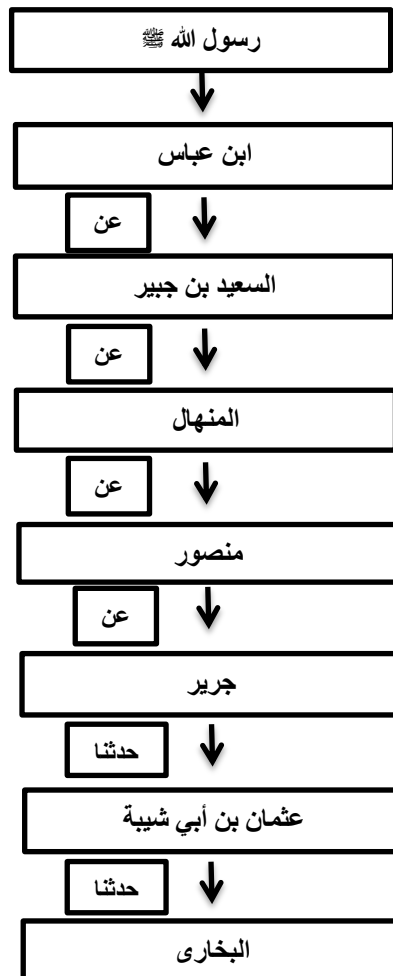 رسول الله ﷺ
ابن عباس
عن
السعيد بن جبير
عن
المنهال
عن
منصور
عن
جرير
حدثنا
عثمان بن أبي شيبة
حدثنا
البخارى